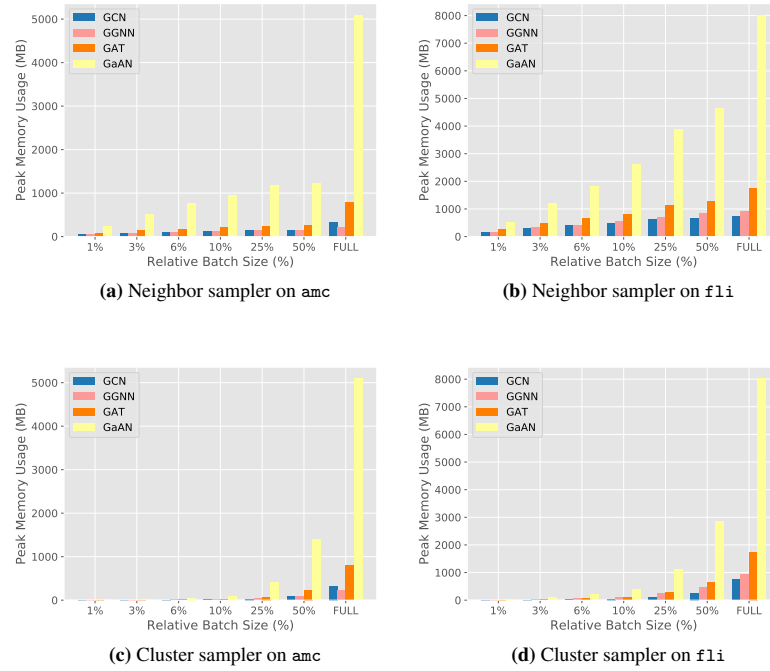 5000
4000
3000
2000
1000
0
Peak Memory Usage (MB)
GCN
GGNN
GAT
GaAN
1% 3% 6% 10% 25% 50% FULL
Relative Batch Size (%)
(a) Neighbor sampler on amc
8000
7000
6000
5000
4000
3000
2000
1000
0
Peak Memory Usage (MB)
GCN
GGNN
GAT
GaAN
1% 3% 6% 10% 25% 50% FULL
Relative Batch Size (%)
(b) Neighbor sampler on fli
5000
4000
3000
2000
1000
0
Peak Memory Usage (MB)
GCN
GGNN
GAT
GaAN
1% 3% 6% 10% 25% 50% FULL
Relative Batch Size (%)
(c) Cluster sampler on amc
8000
7000
6000
5000
4000
3000
2000
1000
0
Peak Memory Usage (MB)
GCN
GGNN
GAT
GaAN
1% 3% 6% 10% 25% 50% FULL
Relative Batch Size (%)
(d) Cluster sampler on fli